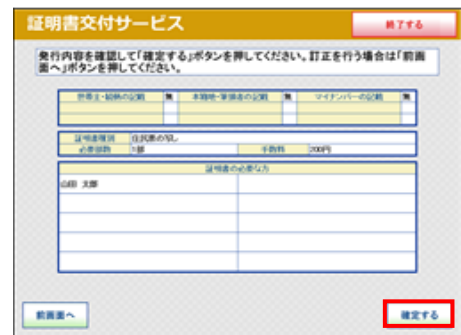 証明書交付サービス
終了する
発行内容を確認して「確定する」ボタンを押してください。訂正を行う場合は「前画
面へ」ボタンを押してください。
世帯主・続柄の記載 無 本籍地・筆頭者の記載 無 マイナンバーの記載 無
証明書種別 住民票の写し
必要部数 1部 手数料 200円
証明書の必要な方
山田 太郎
前画面へ
確定する